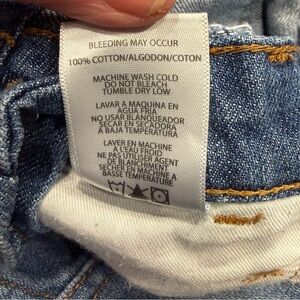 BLEEDING MAY OCCUR
100% COTTON/ALGODON/COTON
MACHINE WASH COLD
DO NOT BLEACH
TUMBLE DRY LOW
LAVAR A MAQUINA EN
AGUA FRIA
NO USAR BLANQUEADOR
SECAR EN SECADORA
A BAJA TEMPERATURA
LAVER EN MACHINE
A L'EAU FROID
NE PAS UTILISER AGENT
DE BLANCHIMENT
SECHER EN MACHINE A
BASSE TEMPERATURE